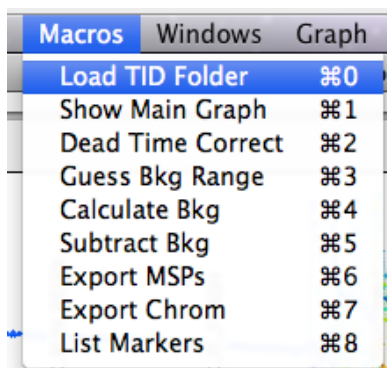 Macros Windows Graph
Load TID Folder ⌘0
Show Main Graph ⌘1
Dead Time Correct ⌘2
Guess Bkg Range ⌘3
Calculate Bkg ⌘4
Subtract Bkg ⌘5
Export MSPs ⌘6
Export Chrom ⌘7
List Markers ⌘8